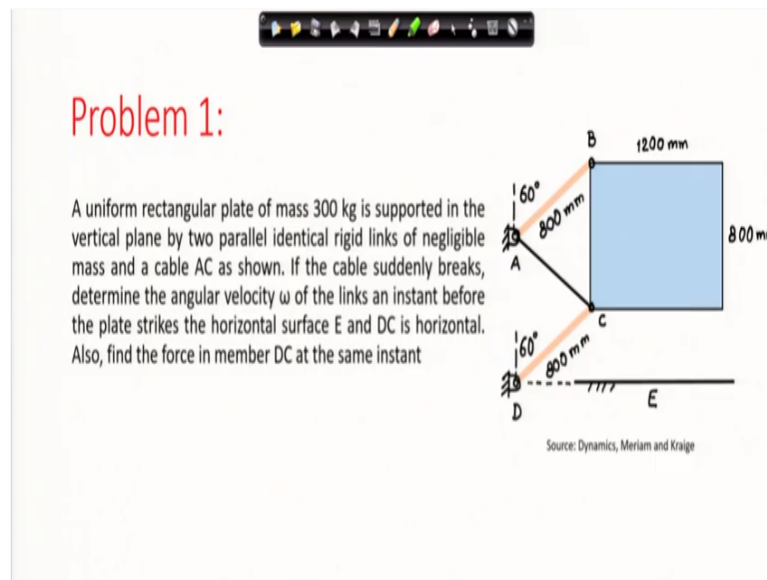 Problem 1:
A uniform rectangular plate of mass 300 kg is supported in the
vertical plane by two parallel identical rigid links of negligible
mass and a cable AC as shown. If the cable suddenly breaks,
determine the angular velocity ω of the links an instant before
the plate strikes the horizontal surface E and DC is horizontal.
Also, find the force in member DC at the same instant
B
1200 mm
60°
800 mm
800 m
A
C
60°
800 mm
D
E
Source: Dynamics, Meriam and Kraige